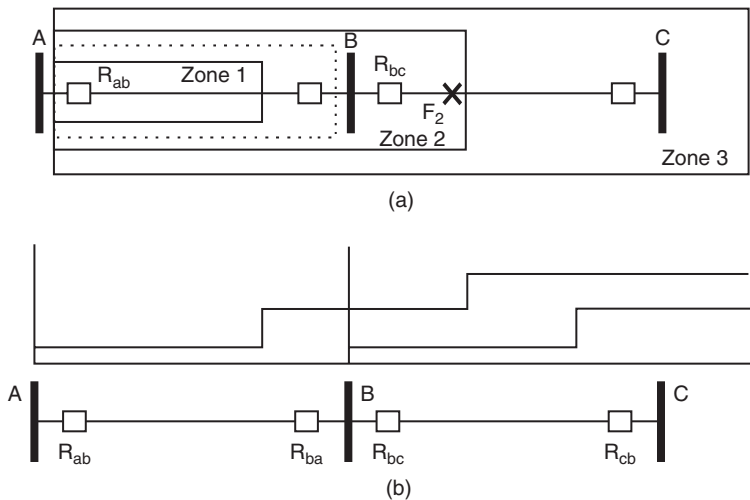 A
B
C
R_ab
Zone 1
R_bc
F_2
Zone 2
Zone 3
(a)
A
B
C
R_ab
R_ba
R_bc
R_cb
(b)